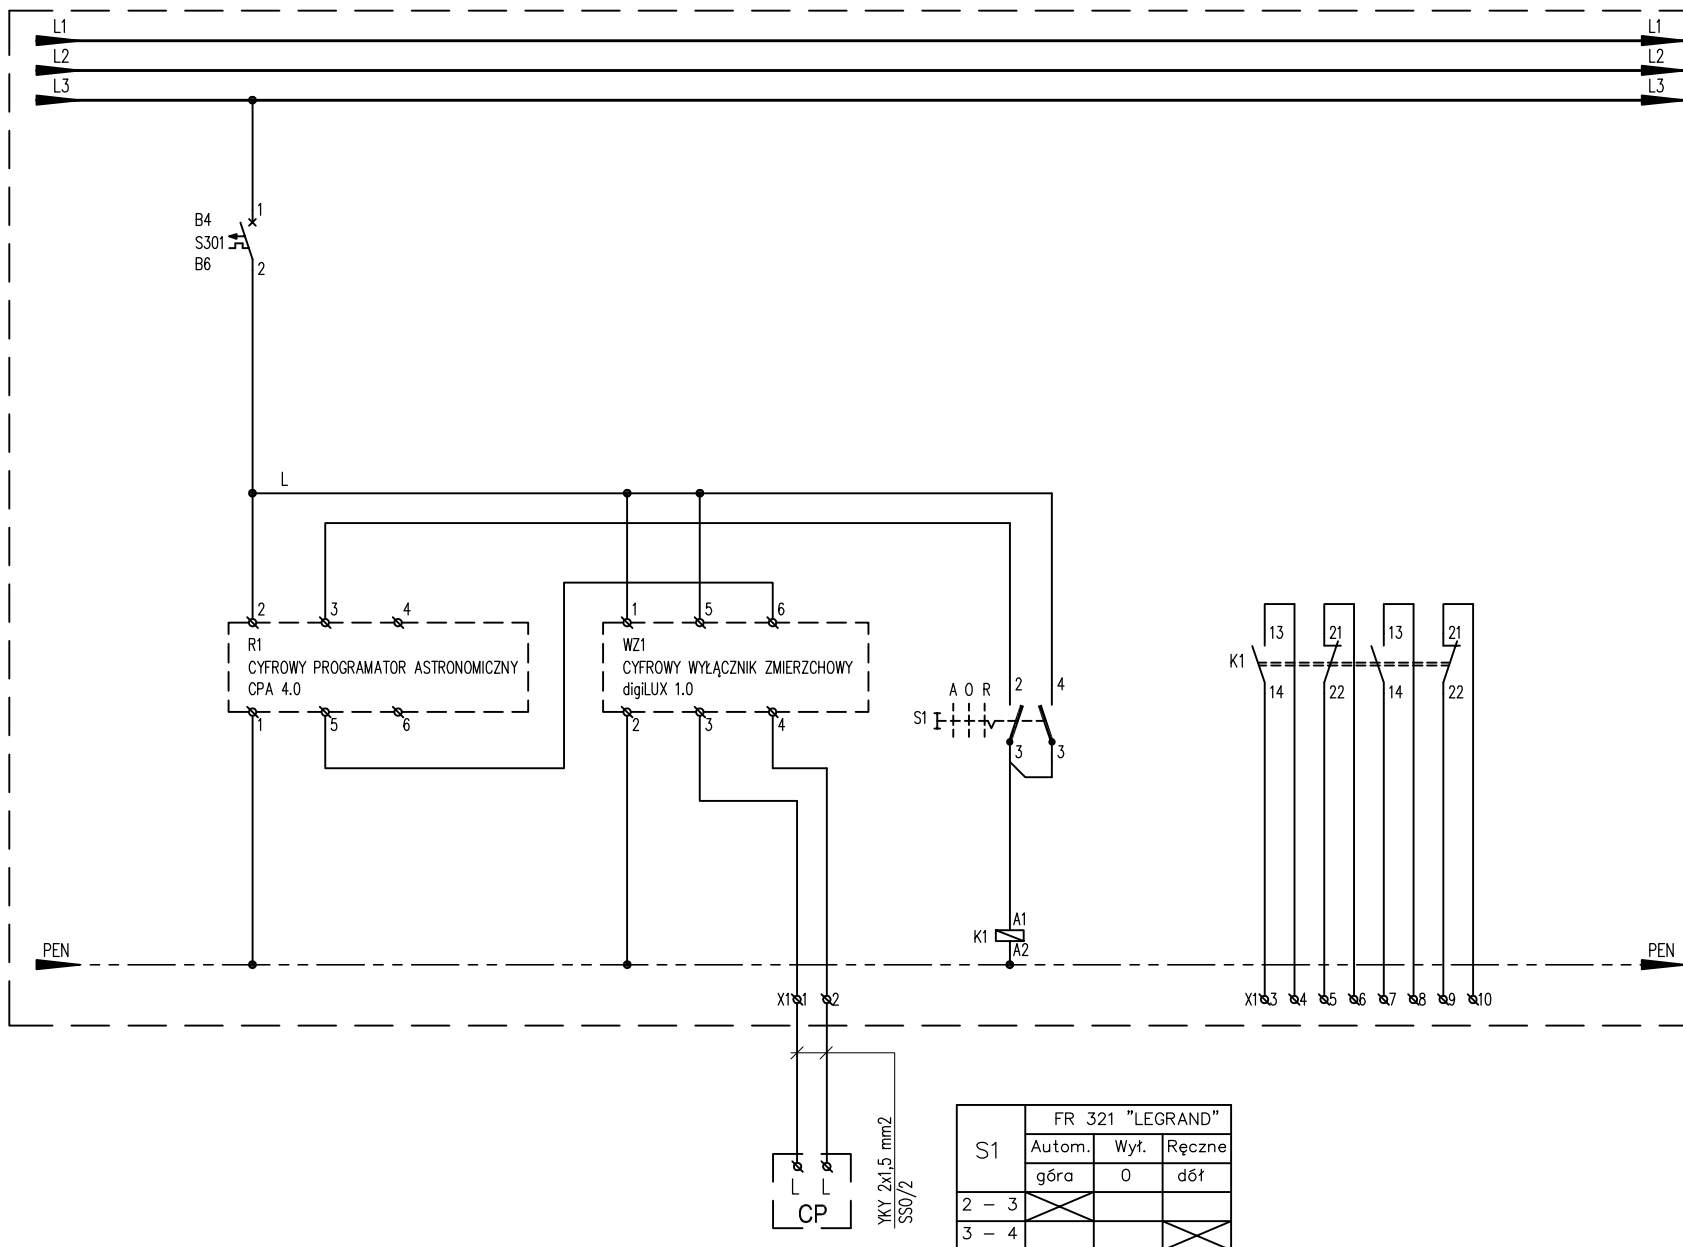 L1 L1
L2 L2
L3 L3
1
B4
S301
B6
2
L
2 3 4
R1
CYFROWY PROGRAMATOR ASTRONOMICZNY
CPA 4.0
1 5 6
1 5 6
WZ1
CYFROWY WYŁĄCZNIK ZMIERZCHOWY
digiLUX 1.0
2 3 4
A O R
S1
2 4
3 3
K1
A1
A2
K1
13 21 13 21
14 22 14 22
PEN PEN
X1 1 2
X1 3 4 5 6 7 8 9 10
L L
CP
YKY 2x1,5 mm2
SSO/2
S1
FR 321 "LEGRAND"
Autom. Wył. Ręczne
góra 0 dół
2 - 3
3 - 4